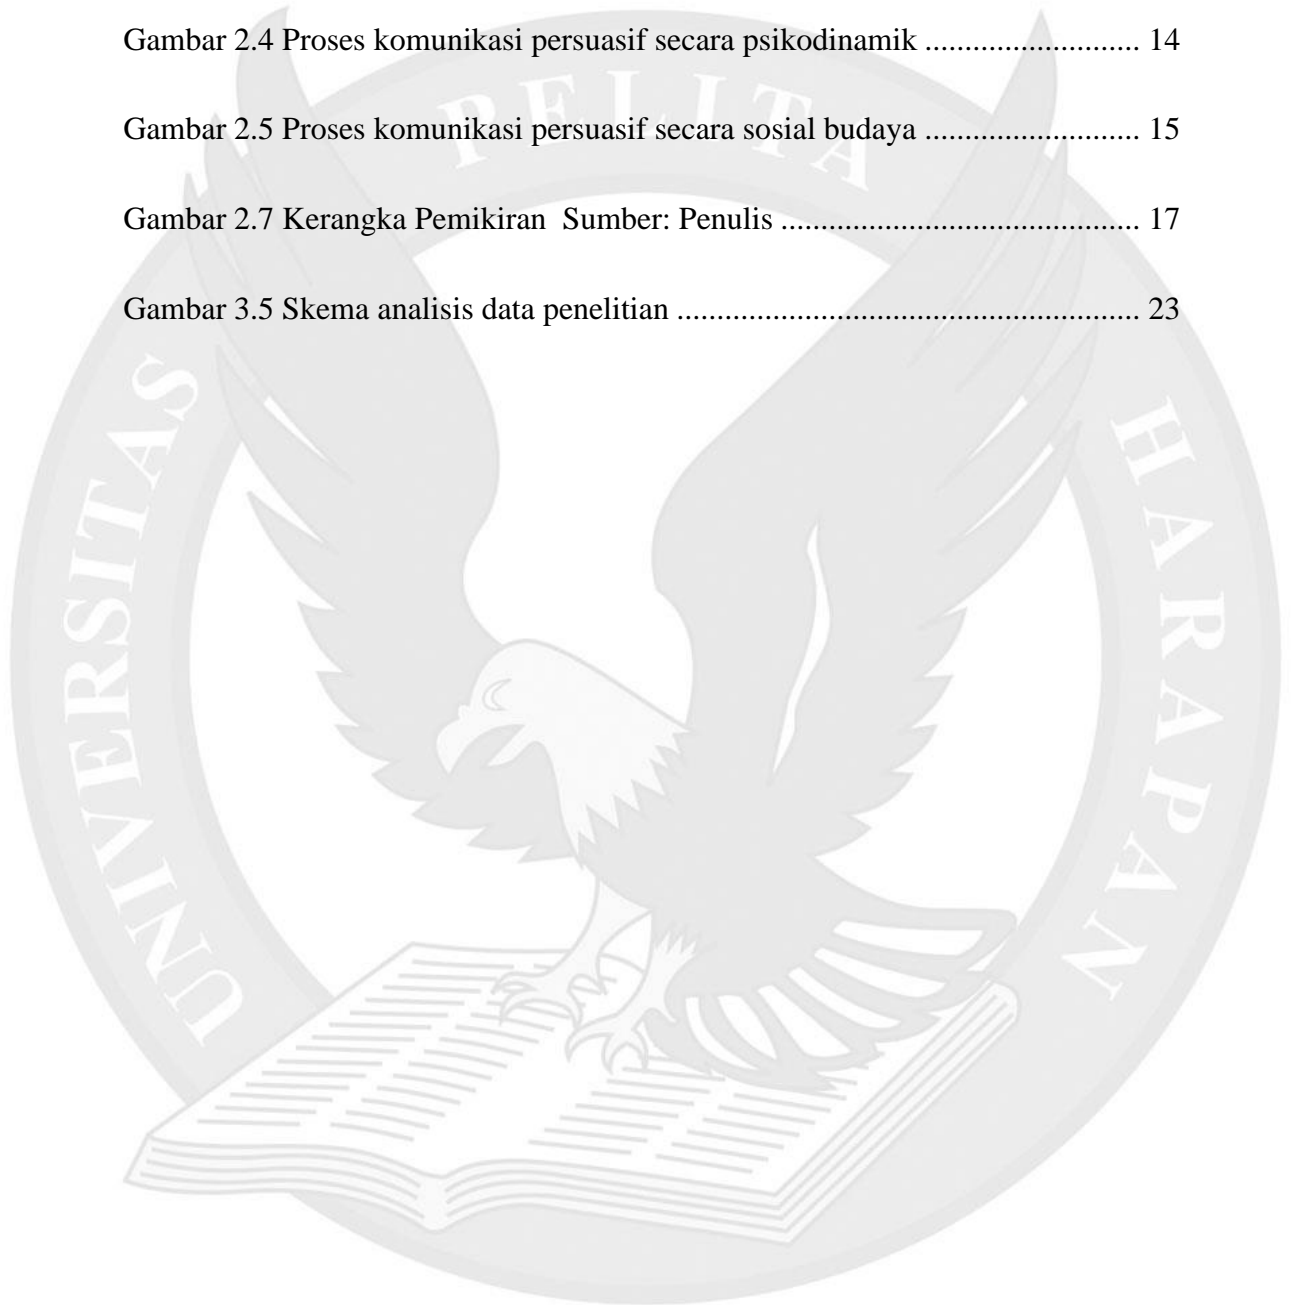 Gambar 2.4 Proses komunikasi persuasif secara psikodinamik ........................... 14
Gambar 2.5 Proses komunikasi persuasif secara sosial budaya ........................... 15
Gambar 2.7 Kerangka Pemikiran  Sumber: Penulis ............................................. 17
Gambar 3.5 Skema analisis data penelitian .......................................................... 23
UNIVERSITAS PELITA HARAPAN